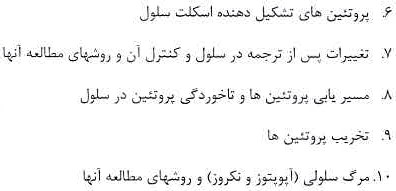 ۶. پروتئین های تشکیل دهنده اسکلت سلول
۷. تغییرات پس از ترجمه در سلول و کنترل آن و روشهای مطالعه آنها
۸. مسیر یابی پروتئین ها و تاخوردگی پروتئین در سلول
۹. تخریب پروتئین ها
۱۰. مرگ سلولی (آپوپتوز و نکروز) و روشهای مطالعه آنها